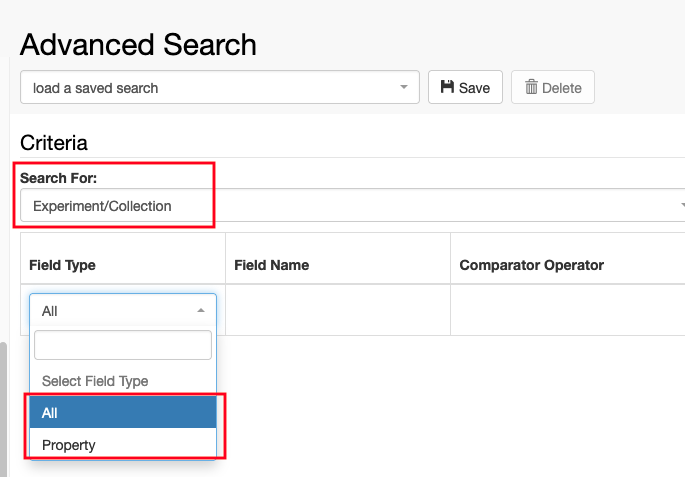 Advanced Search
load a saved search Save Delete
Criteria
Search For:
Experiment/Collection
Field Type Field Name Comparator Operator
All
Select Field Type
All
Property